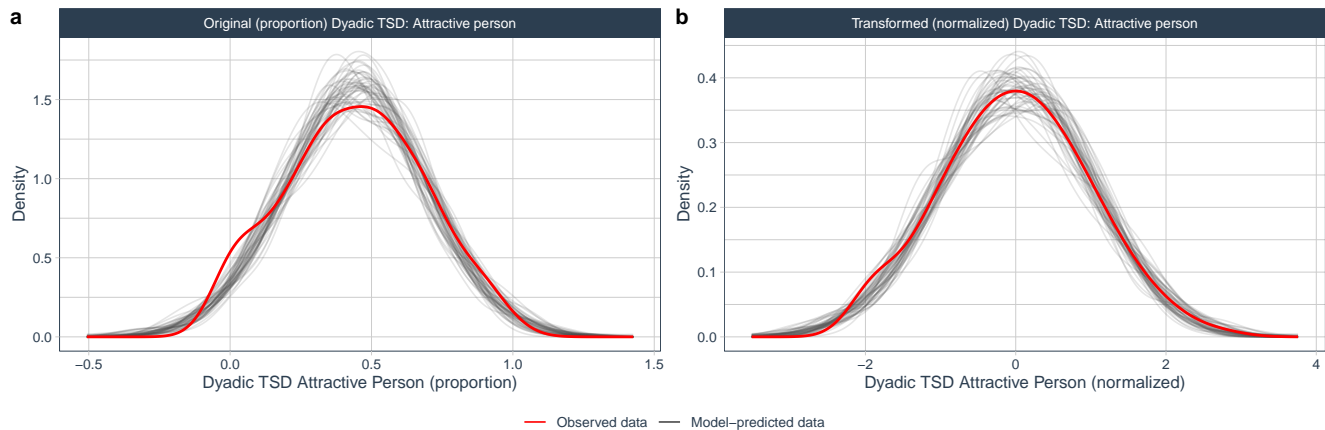 a
Original (proportion) Dyadic TSD: Attractive person
Density
1.5
1.0
0.5
0.0
−0.5 0.0 0.5 1.0 1.5
Dyadic TSD Attractive Person (proportion)
b
Transformed (normalized) Dyadic TSD: Attractive person
Density
0.4
0.3
0.2
0.1
0.0
−2 0 2 4
Dyadic TSD Attractive Person (normalized)
Observed data Model−predicted data